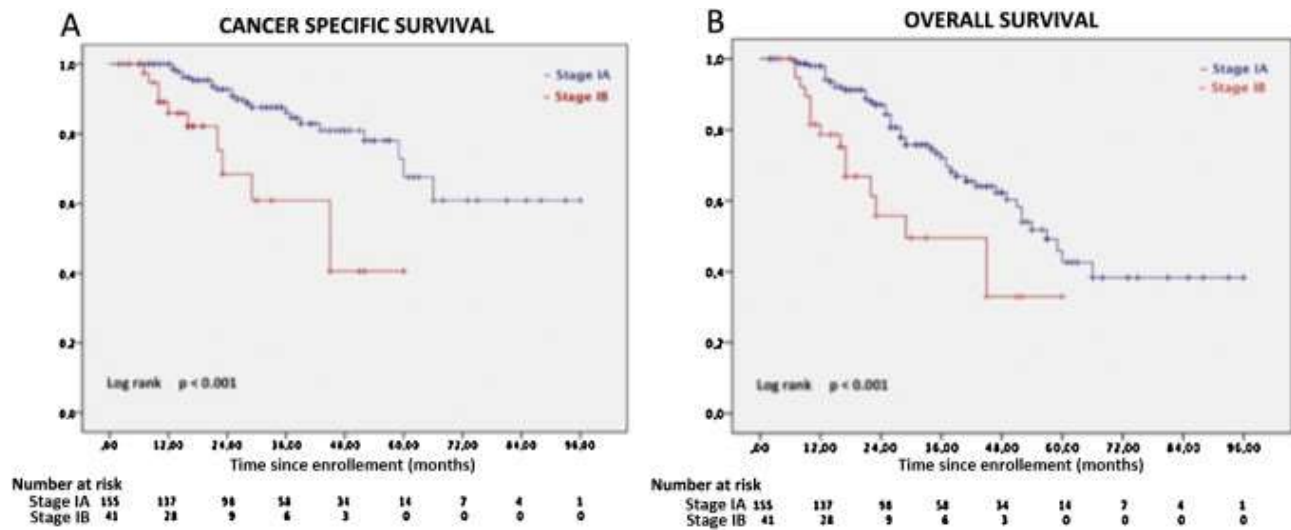 A CANCER SPECIFIC SURVIVAL
Stage IA
Stage IB
1,0
0,8
0,6
0,4
0,2
0,0
Log rank p < 0.001
,00 12,00 24,00 36,00 48,00 60,00 72,00 84,00 96,00
Time since enrollement (months)
Number at risk
Stage IA 155 137 98 58 34 14 7 4 1
Stage IB 41 28 9 6 3 0 0 0 0
B OVERALL SURVIVAL
Stage IA
Stage IB
1,0
0,8
0,6
0,4
0,2
0,0
Log rank p < 0.001
,00 12,00 24,00 36,00 48,00 60,00 72,00 84,00 96,00
Time since enrollement (months)
Number at risk
Stage IA 155 137 98 58 34 14 7 4 1
Stage IB 41 28 9 6 3 0 0 0 0